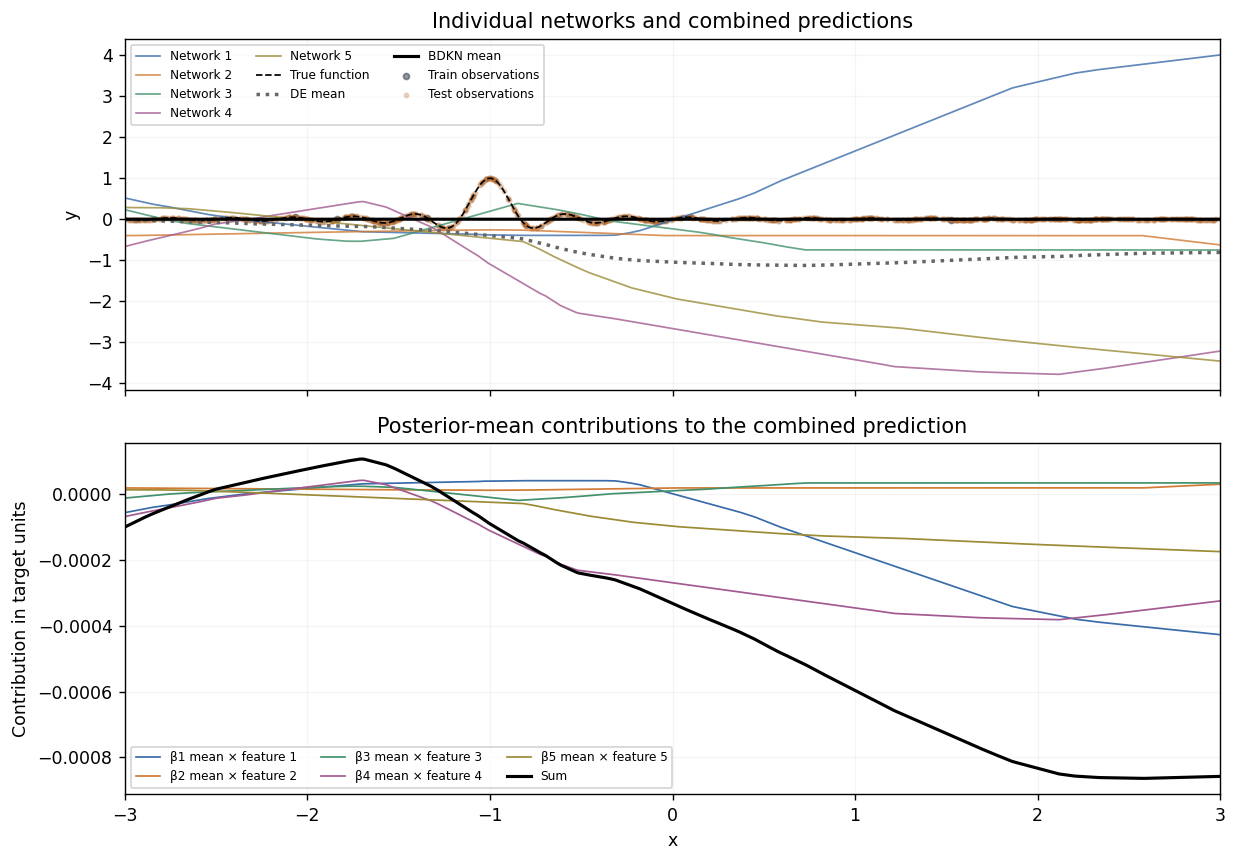 Individual networks and combined predictions
4
3
2
1
0
−1
−2
−3
−4
y
Network 1
Network 2
Network 3
Network 4
Network 5
True function
DE mean
BDKN mean
Train observations
Test observations
Posterior-mean contributions to the combined prediction
0.0000
−0.0002
−0.0004
−0.0006
−0.0008
Contribution in target units
β1 mean × feature 1
β2 mean × feature 2
β3 mean × feature 3
β4 mean × feature 4
β5 mean × feature 5
Sum
−3
−2
−1
0
1
2
3
x